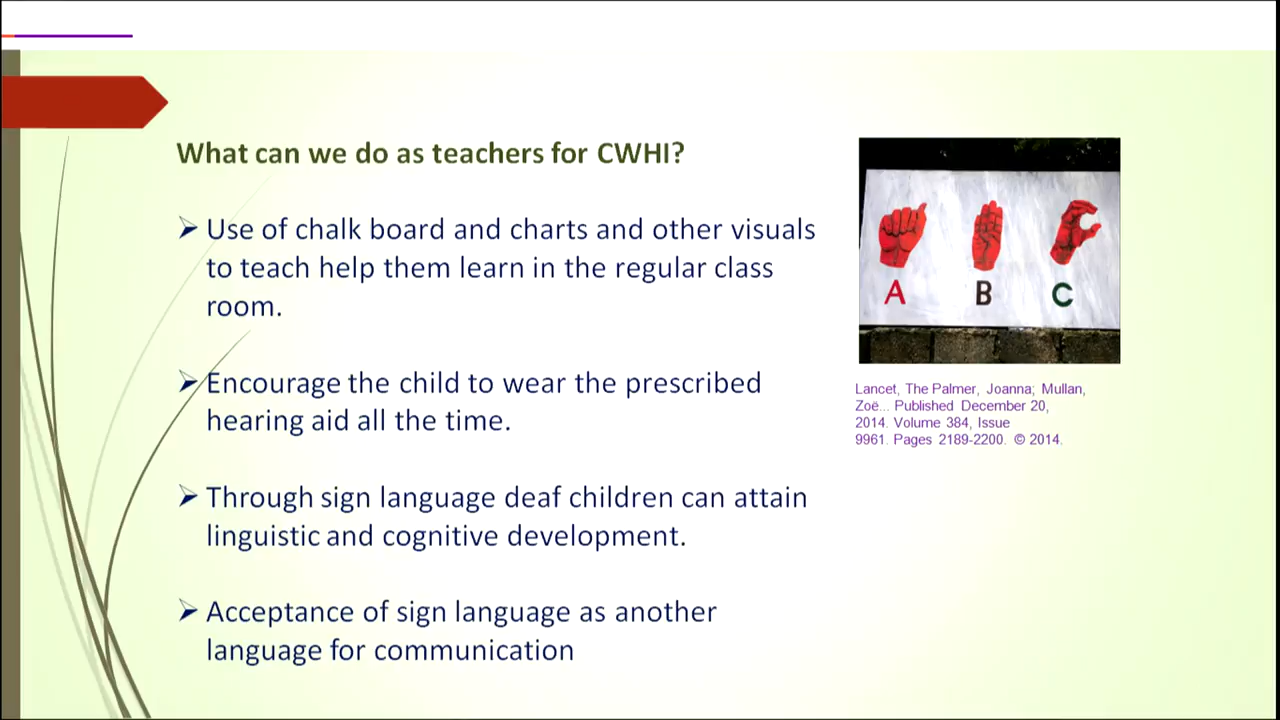 What can we do as teachers for CWHI?
Use of chalk board and charts and other visuals
to teach help them learn in the regular class
room.
Encourage the child to wear the prescribed
hearing aid all the time.
Through sign language deaf children can attain
linguistic and cognitive development.
Acceptance of sign language as another
language for communication
A B C
Lancet, The Palmer, Joanna; Mullan,
Zoë... Published December 20,
2014. Volume 384, Issue
9961. Pages 2189-2200. © 2014.